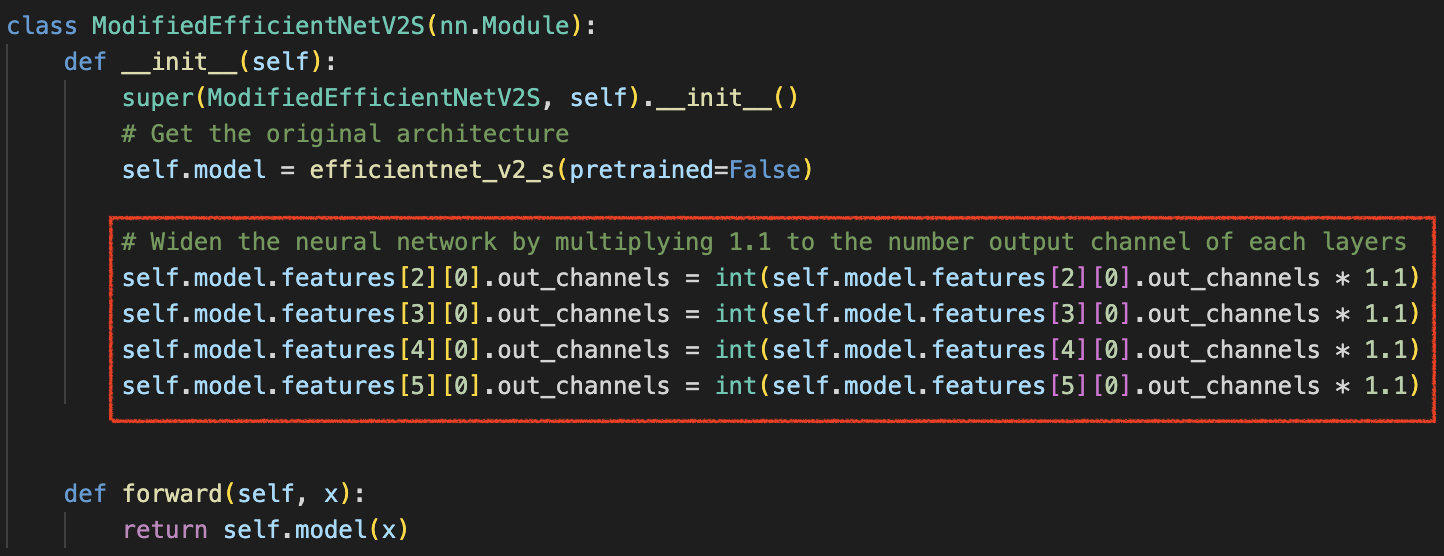 class ModifiedEfficientNetV2S(nn.Module):
def __init__(self):
super(ModifiedEfficientNetV2S, self).__init__()
# Get the original architecture
self.model = efficientnet_v2_s(pretrained=False)
# Widen the neural network by multiplying 1.1 to the number output channel of each layers
self.model.features[2][0].out_channels = int(self.model.features[2][0].out_channels * 1.1)
self.model.features[3][0].out_channels = int(self.model.features[3][0].out_channels * 1.1)
self.model.features[4][0].out_channels = int(self.model.features[4][0].out_channels * 1.1)
self.model.features[5][0].out_channels = int(self.model.features[5][0].out_channels * 1.1)
def forward(self, x):
return self.model(x)